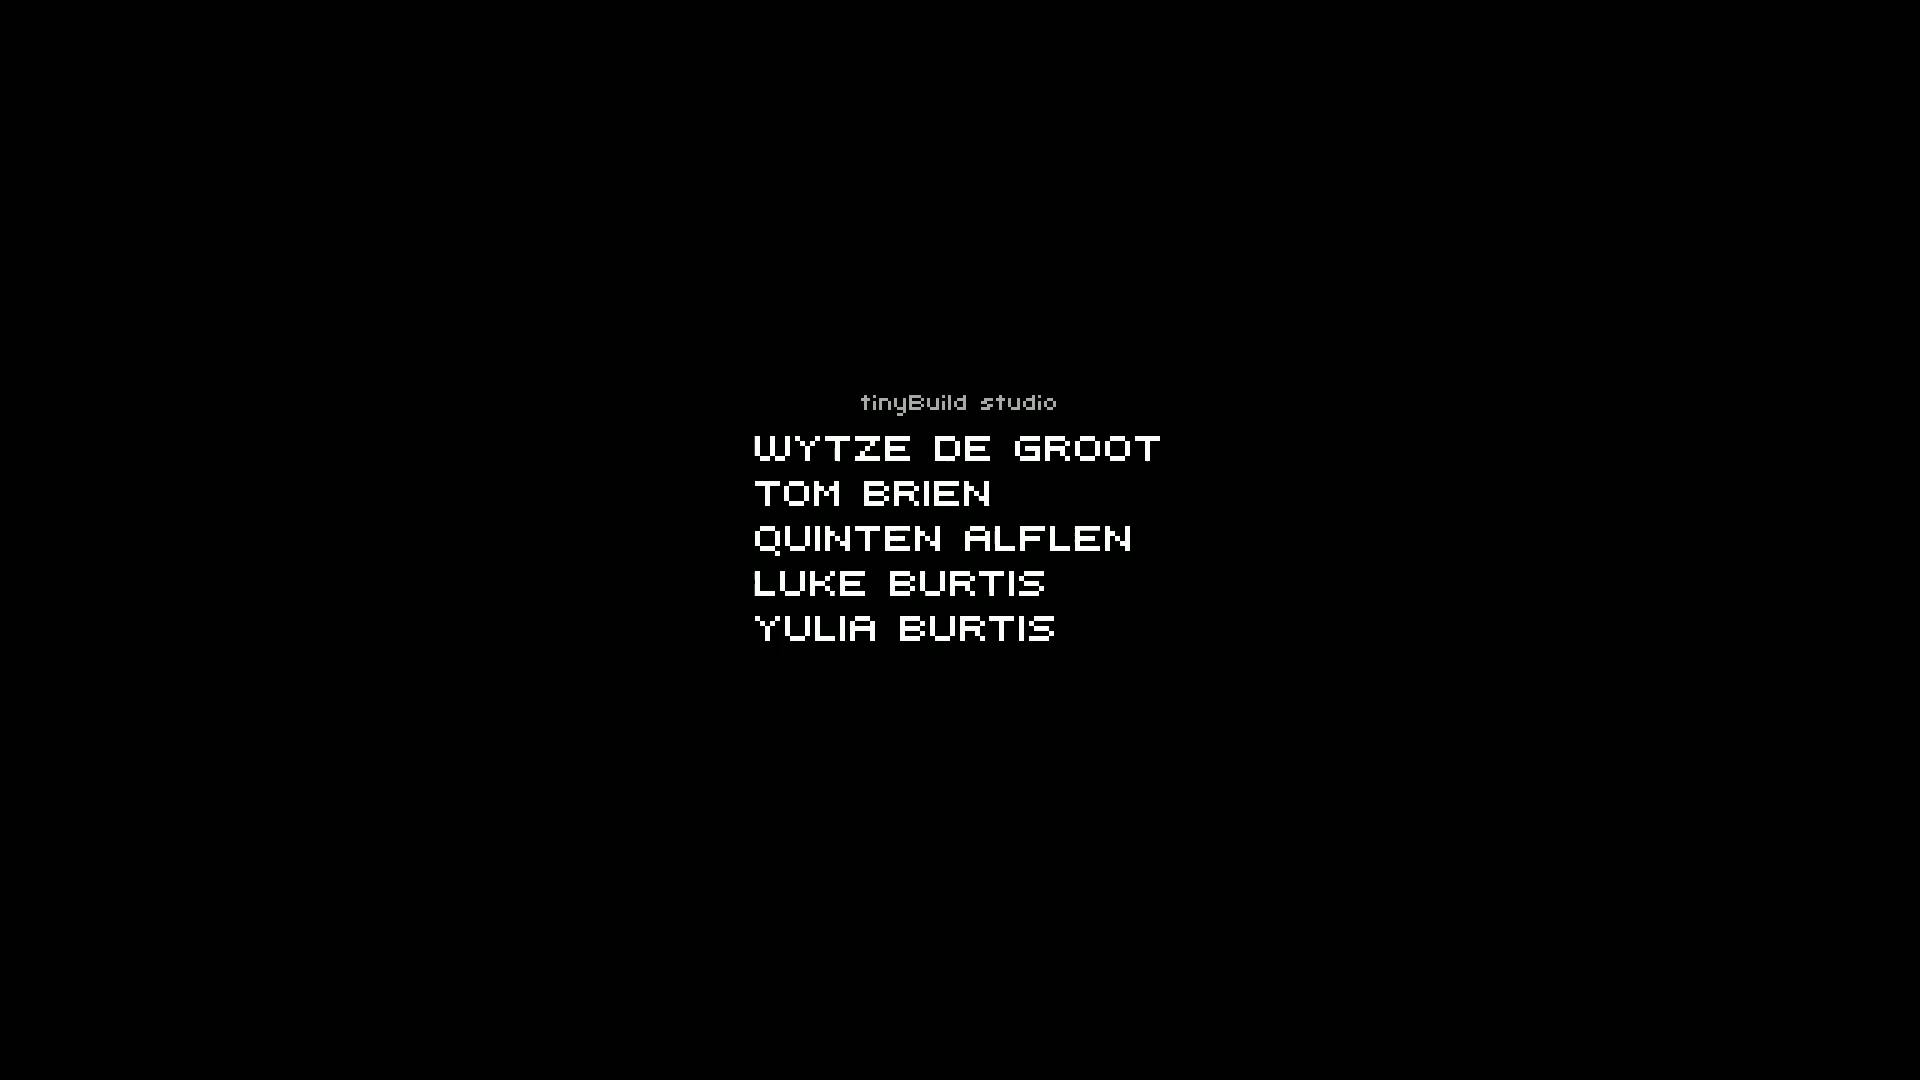 tinyBuild studio
WYTZE DE GROOT
TOM BRIEN
QUINTEN ALFLEN
LUKE BURTIS
YULIA BURTIS